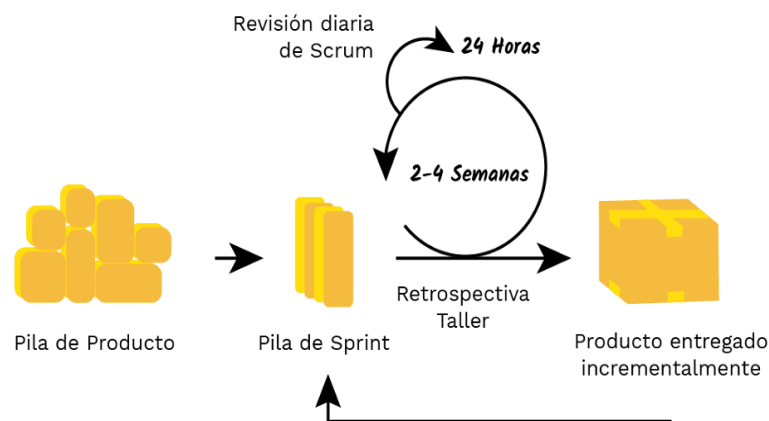 Revisión diaria
de Scrum
24 Horas
2-4 Semanas
Pila de Producto
Pila de Sprint
Retrospectiva
Taller
Producto entregado
incrementalmente